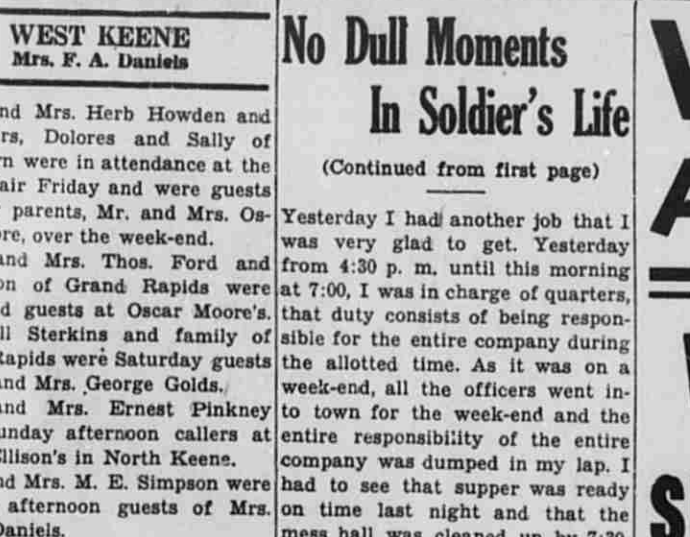 WEST KEENE
Mrs. F. A. Daniels
Mrs. Herb Howden and
Dolores and Sally of
were in attendance at the
Friday and were guests
parents, Mr. and Mrs. Os-
over the week-end.
and Mrs. Thos. Ford and
of Grand Rapids were
guests at Oscar Moore's.
Sterkins and family of
Rapids were Saturday guests
and Mrs. George Golds.
and Mrs. Ernest Pinkney
afternoon callers at
in North Keene.
Mrs. M. E. Simpson were
afternoon guests of Mrs.
Daniels.
No Dull Moments
In Soldier's Life
(Continued from first page)
Yesterday I had another job that I
was very glad to get. Yesterday
from 4:30 p. m. until this morning
at 7:00, I was in charge of quarters,
that duty consists of being respon-
sible for the entire company during
the allotted time. As it was on a
week-end, all the officers went in-
to town for the week-end and the
entire responsibility of the entire
company was dumped in my lap. I
had to see that supper was ready
on time last night and that the
mess hall was cleaned up by 7:30